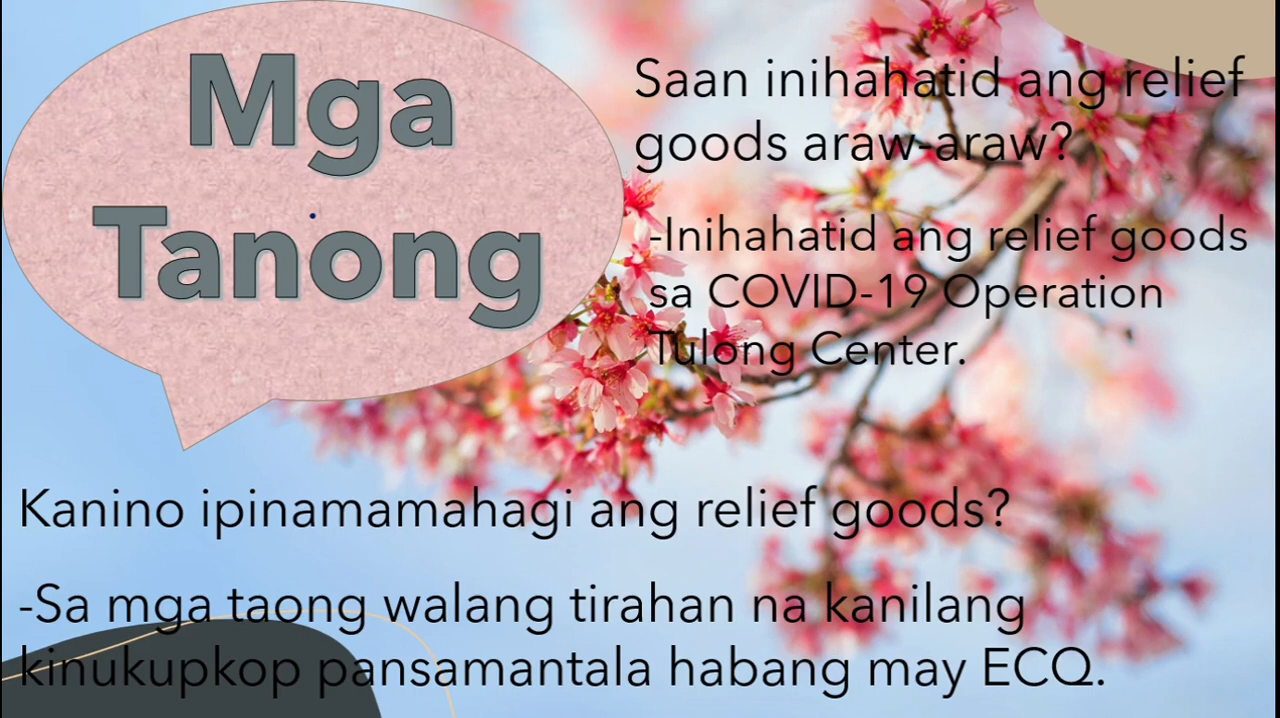 Mga
Tanong
Saan inihahatid ang relief
goods araw-araw?
-Inihahatid ang relief goods
sa COVID-19 Operation
Tulong Center.
Kanino ipinamamahagi ang relief goods?
-Sa mga taong walang tirahan na kanilang
kinukupkop pansamantala habang may ECQ.